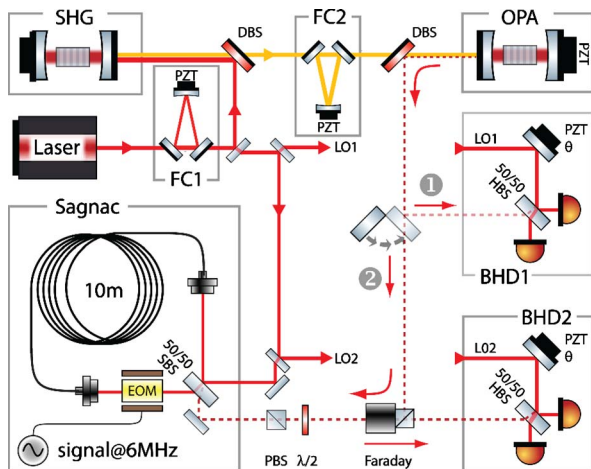 SHG
DBS
FC2
DBS
OPA
PZT
PZT
PZT
Laser
FC1
LO1
LO1
PZT
θ
50/50
HBS
1
BHD1
Sagnac
2
10m
BHD2
LO2
L02
PZT
θ
50/50
SBS
50/50
HBS
EOM
signal@6MHz
PBS λ/2
Faraday